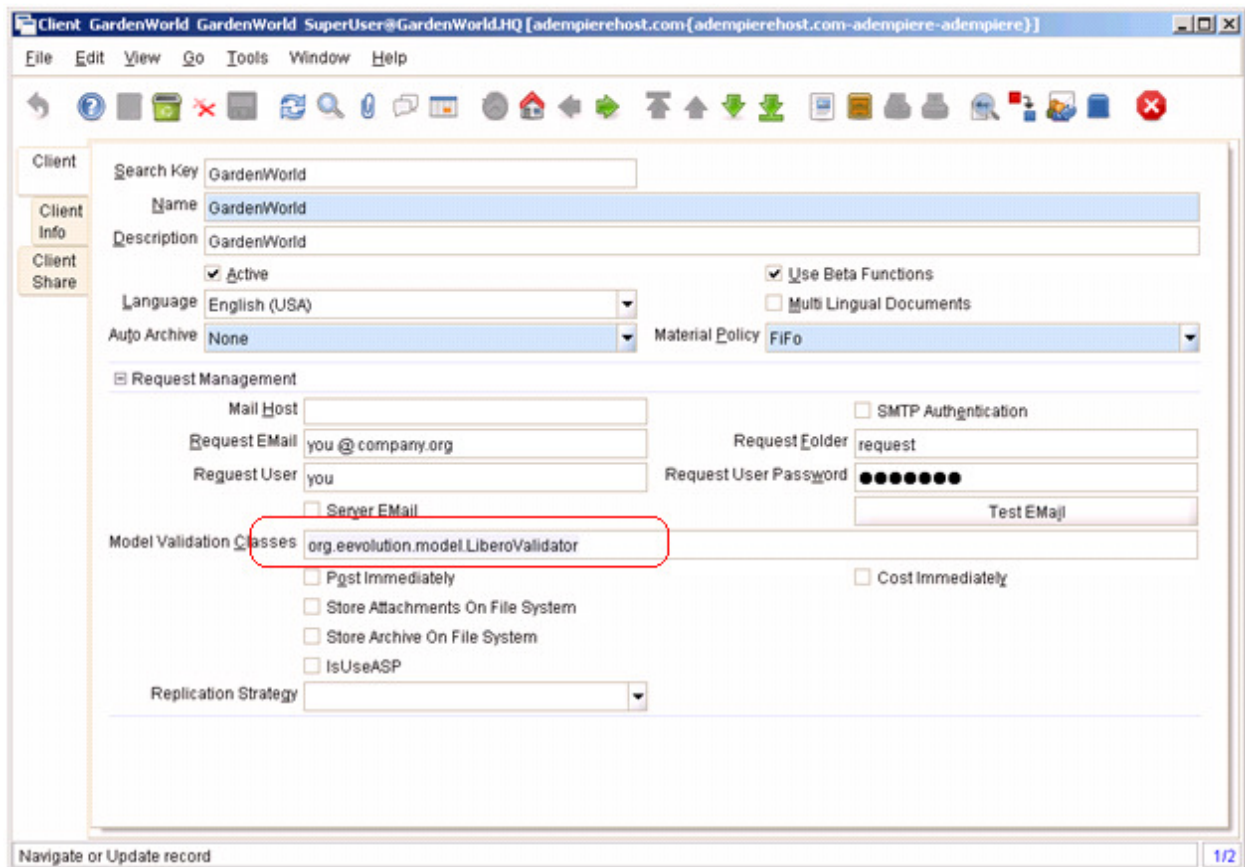 Client GardenWorld GardenWorld SuperUser@GardenWorld.HQ [adempierehost.com{adempierehost.com-adempiere-adempiere}]
File Edit View Go Tools Window Help
Client
Client Info
Client Share
Search Key GardenWorld
Name GardenWorld
Description GardenWorld
Active Use Beta Functions
Language English (USA) Multi Lingual Documents
Auto Archive None Material Policy FiFo
Request Management
Mail Host SMTP Authentication
Request EMail you @ company.org Request Folder request
Request User you Request User Password ●●●●●●●
Server EMail Test EMail
Model Validation Classes org.eevolution.model.LiberoValidator
Post Immediately Cost Immediately
Store Attachments On File System
Store Archive On File System
IsUseASP
Replication Strategy
Navigate or Update record 1/2